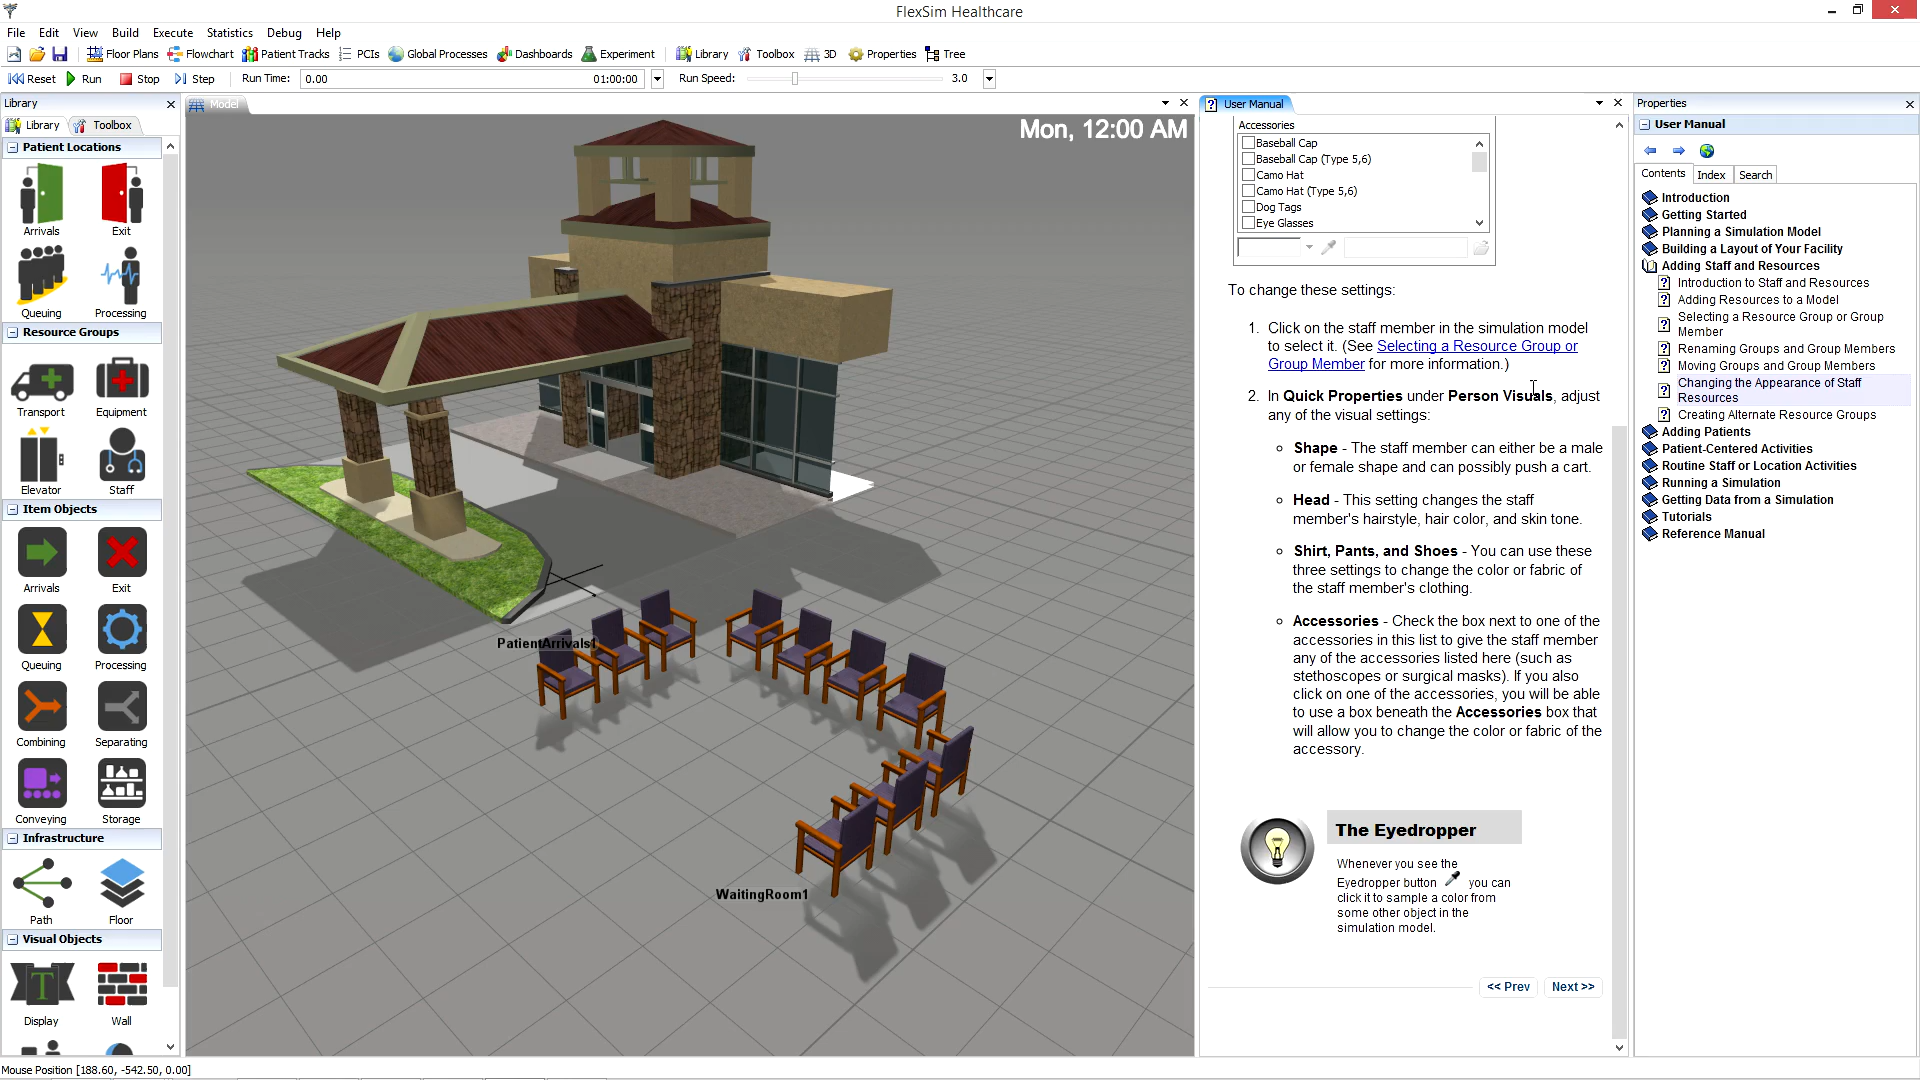 FlexSim Healthcare
File Edit View Build Execute Statistics Debug Help
Floor Plans Flowchart Patient Tracks PCIs Global Processes Dashboards Experiment Library Toolbox 3D Properties Tree
Reset Run Stop Step Run Time: 0.00 01:00:00 Run Speed: 3.0
Library
Library Toolbox
Patient Locations
Arrivals Exit
Queuing Processing
Resource Groups
Transport Equipment
Elevator Staff
Item Objects
Arrivals Exit
Queuing Processing
Combining Separating
Conveying Storage
Infrastructure
Path Floor
Visual Objects
T
Display Wall
Mouse Position [188.60, -542.50, 0.00]
Model
Mon, 12:00 AM
PatientArrivals1
WaitingRoom1
User Manual
Accessories
Baseball Cap
Baseball Cap (Type 5,6)
Camo Hat
Camo Hat (Type 5,6)
Dog Tags
Eye Glasses
To change these settings:
1. Click on the staff member in the simulation model
to select it. (See Selecting a Resource Group or
Group Member for more information.)
2. In Quick Properties under Person Visuals, adjust
any of the visual settings:
Shape - The staff member can either be a male
or female shape and can possibly push a cart.
Head - This setting changes the staff
member's hairstyle, hair color, and skin tone.
Shirt, Pants, and Shoes - You can use these
three settings to change the color or fabric of
the staff member's clothing.
Accessories - Check the box next to one of the
accessories in this list to give the staff member
any of the accessories listed here (such as
stethoscopes or surgical masks). If you also
click on one of the accessories, you will be able
to use a box beneath the Accessories box that
will allow you to change the color or fabric of the
accessory.
The Eyedropper
Whenever you see the
Eyedropper button you can
click it to sample a color from
some other object in the
simulation model.
<< Prev Next >>
Properties
User Manual
Contents Index Search
Introduction
Getting Started
Planning a Simulation Model
Building a Layout of Your Facility
Adding Staff and Resources
Introduction to Staff and Resources
Adding Resources to a Model
Selecting a Resource Group or Group
Member
Renaming Groups and Group Members
Moving Groups and Group Members
Changing the Appearance of Staff
Resources
Creating Alternate Resource Groups
Adding Patients
Patient-Centered Activities
Routine Staff or Location Activities
Running a Simulation
Getting Data from a Simulation
Tutorials
Reference Manual